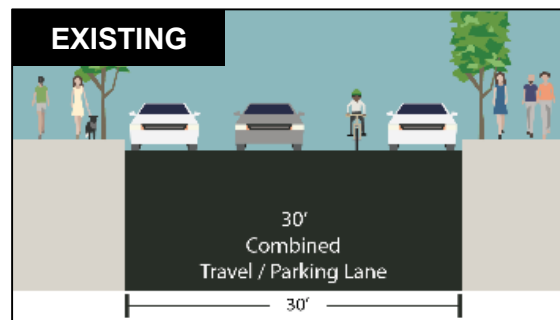 EXISTING
30'
Combined
Travel / Parking Lane
30'